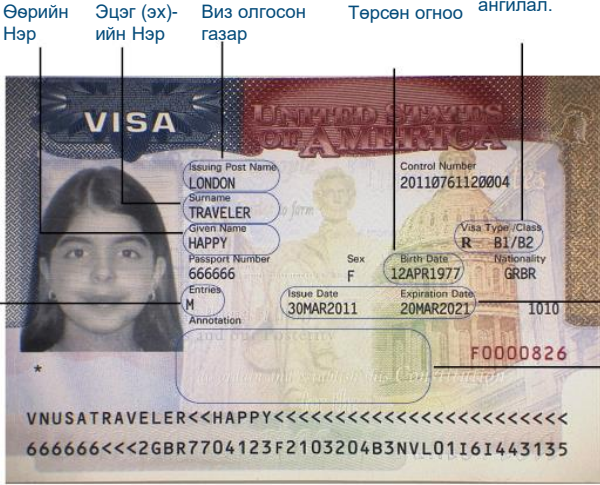 Өөрийн Нэр
Эцэг (эх)-ийн Нэр
Виз олгосон газар
Төрсөн огноо
ангилал.
VISA
UNITED STATES OF AMERICA
Issuing Post Name
LONDON
Control Number
20110761120004
Surname
TRAVELER
Given Name
HAPPY
Visa Type /Class
R B1/B2
Passport Number
666666
Sex
F
Birth Date
12APR1977
Nationality
GRBR
Entries
M
Issue Date
30MAR2011
Expiration Date
20MAR2021
1010
Annotation
F0000826
*
VNUSATRAVELER<<HAPPY<<<<<<<<<<<<<<<<<<<<<<<<
666666<<<2GBR7704123F2103204B3NVL01I6I443135